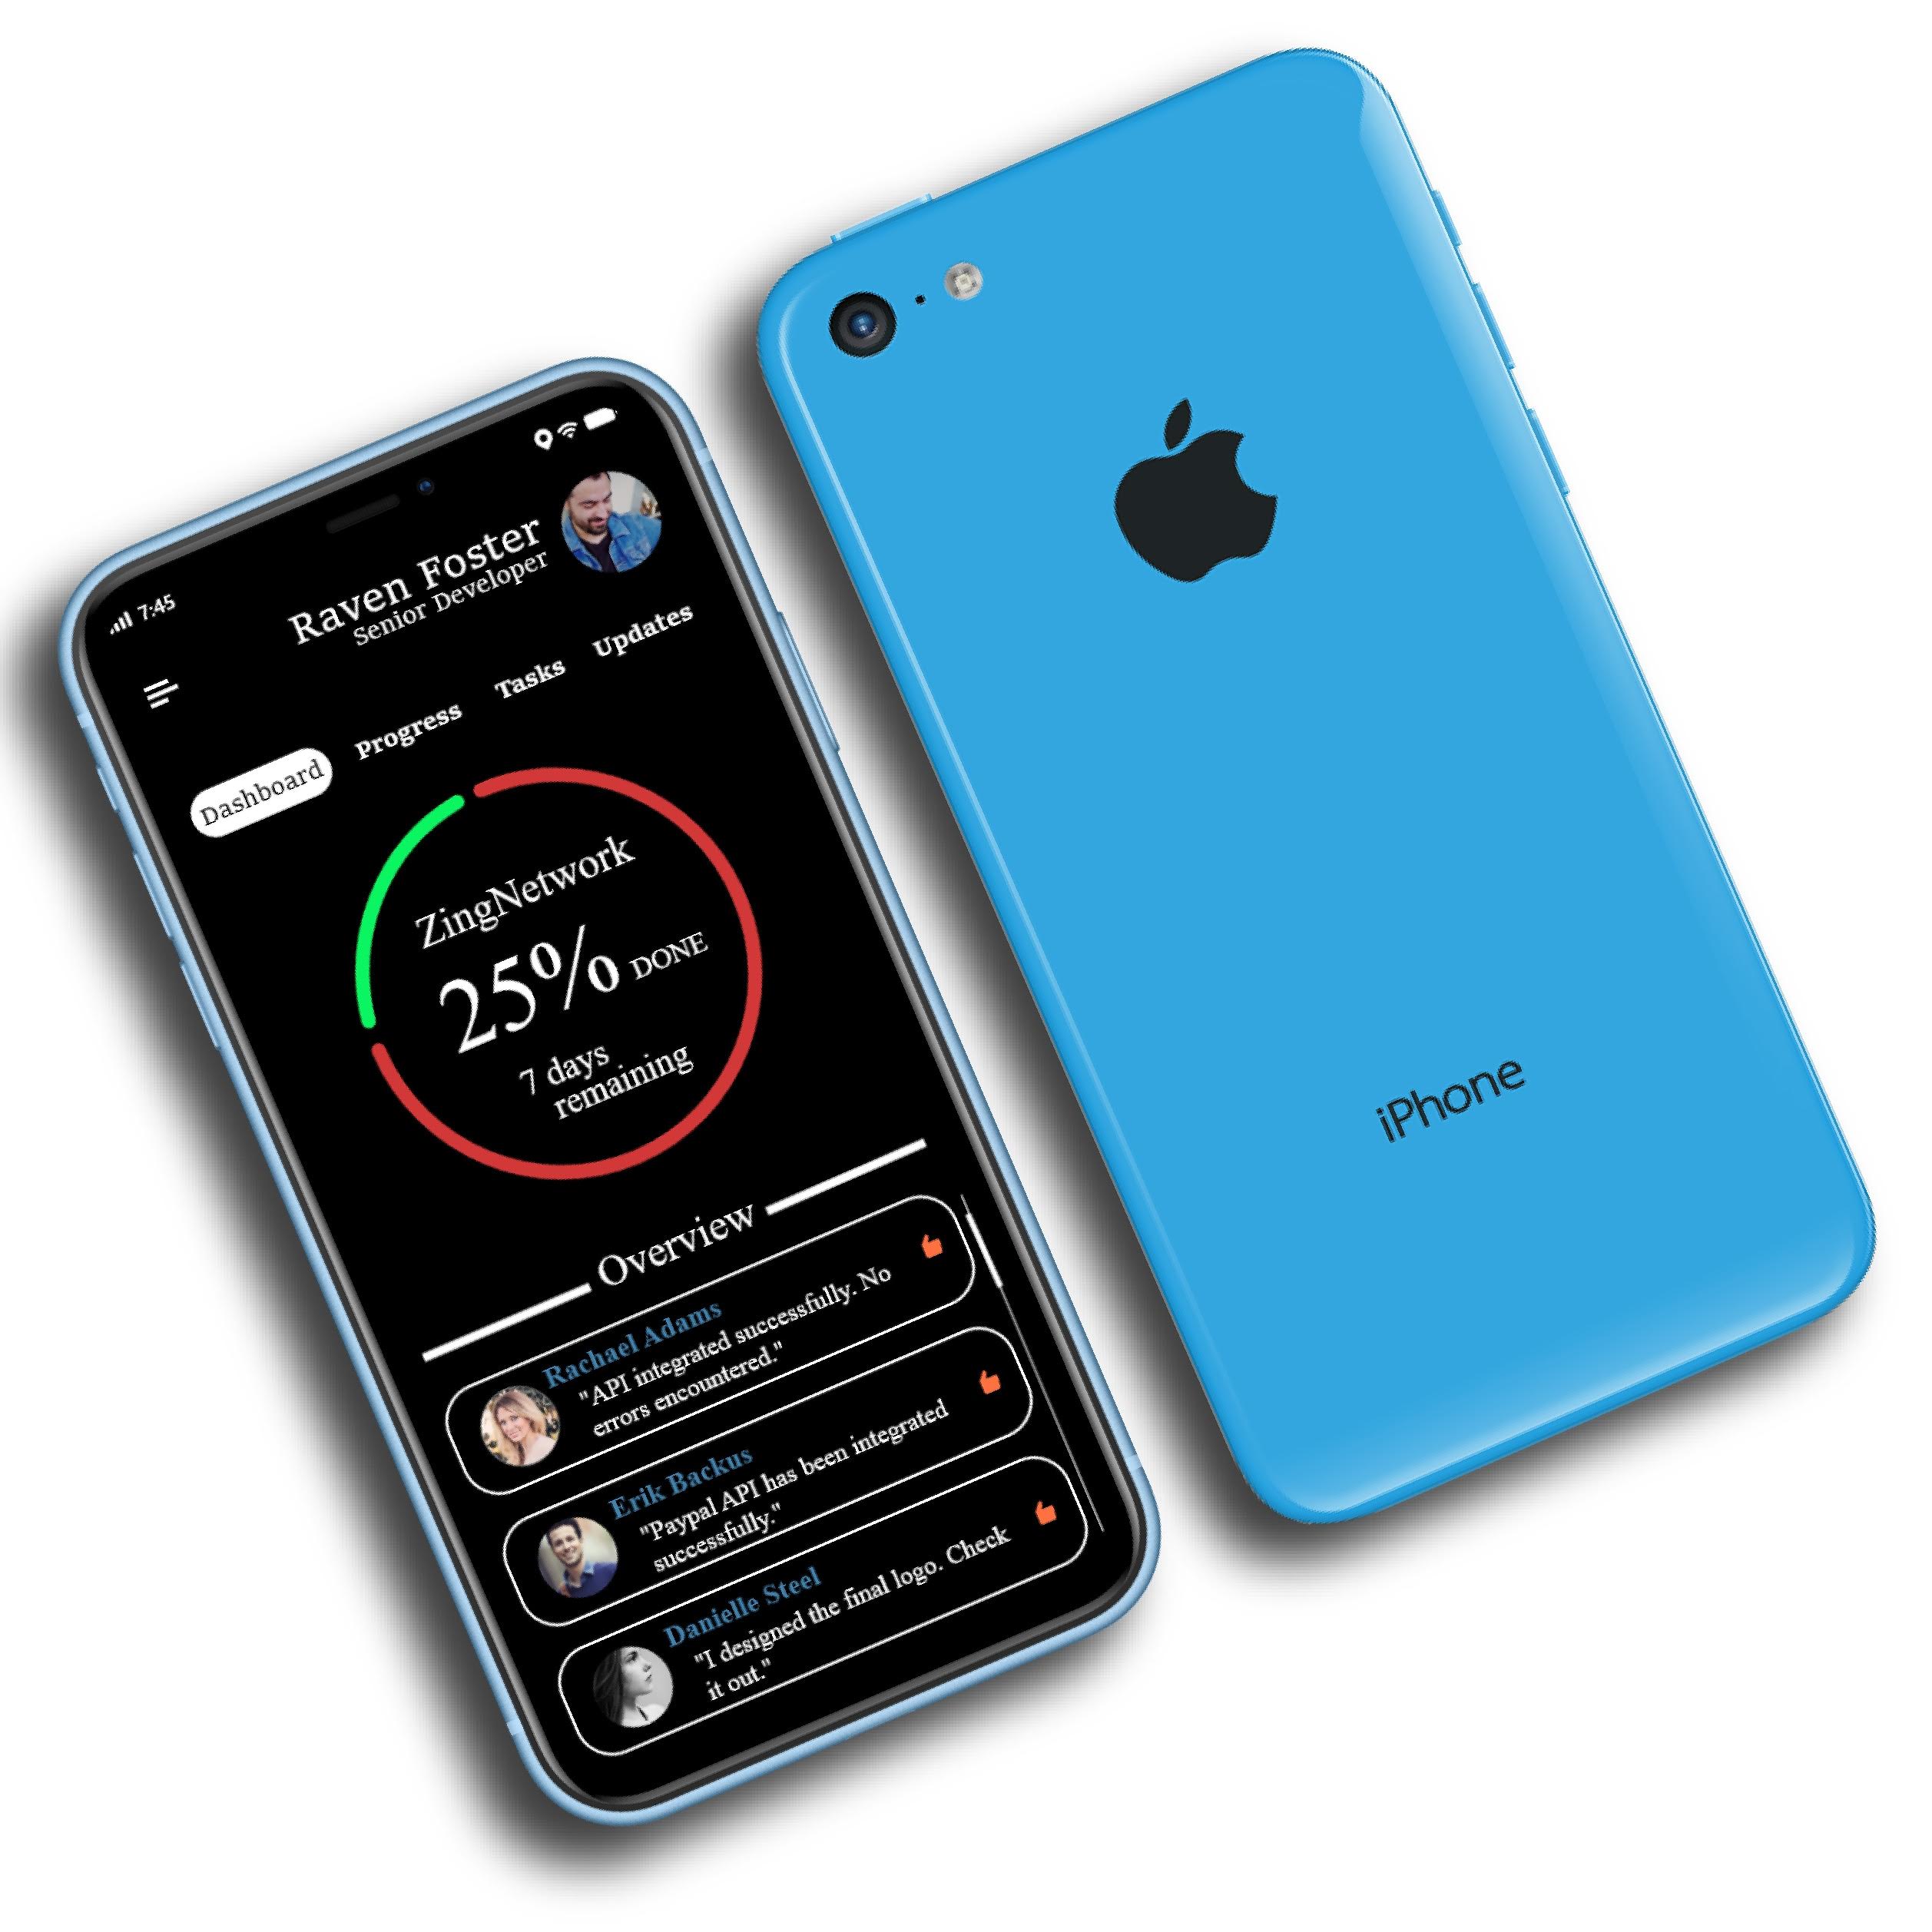 7:45
Raven Foster
Senior Developer
Dashboard
Progress
Tasks
Updates
ZingNetwork
25% DONE
7 days
remaining
Overview
Rachael Adams
"API integrated successfully. No
errors encountered."
Erik Backus
"Paypal API has been integrated
successfully."
Danielle Steel
"I designed the final logo. Check
it out."
iPhone